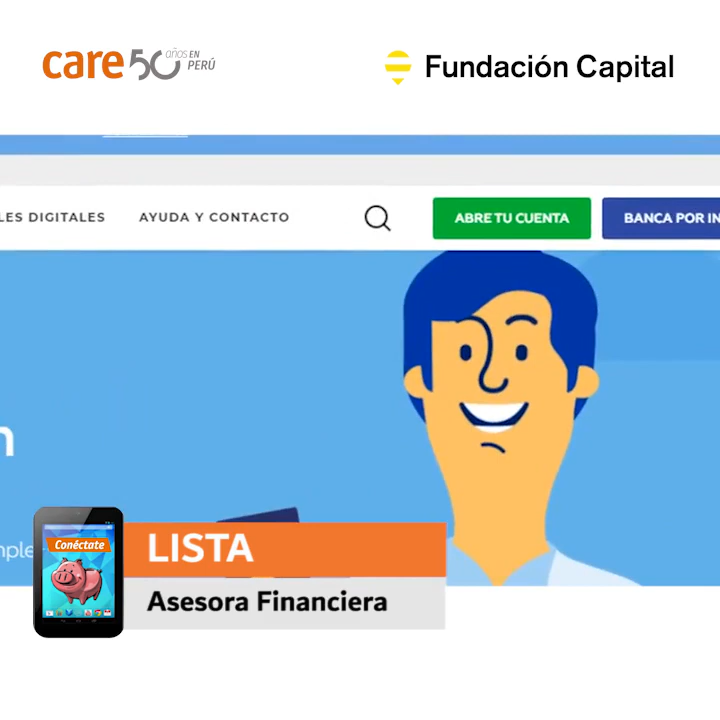 care 50 años EN PERÚ
Fundación Capital
LES DIGITALES
AYUDA Y CONTACTO
ABRE TU CUENTA
BANCA POR IN
n
mple
Conéctate
LISTA
Asesora Financiera